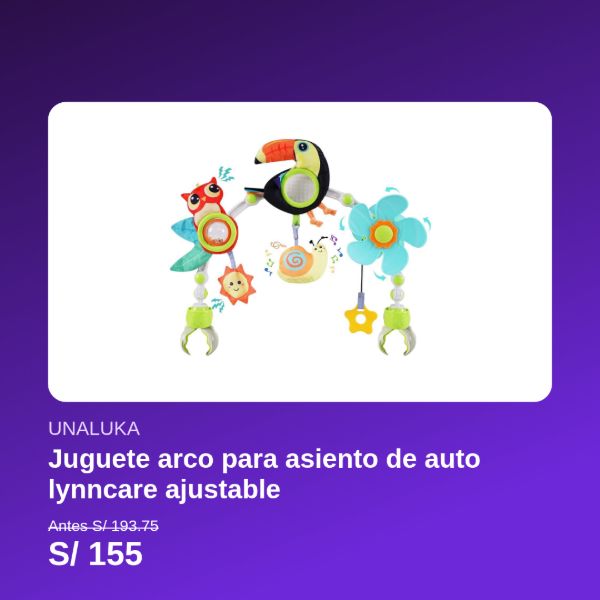 UNALUKA
Juguete arco para asiento de auto
lynncare ajustable
Antes S/ 193.75
S/ 155